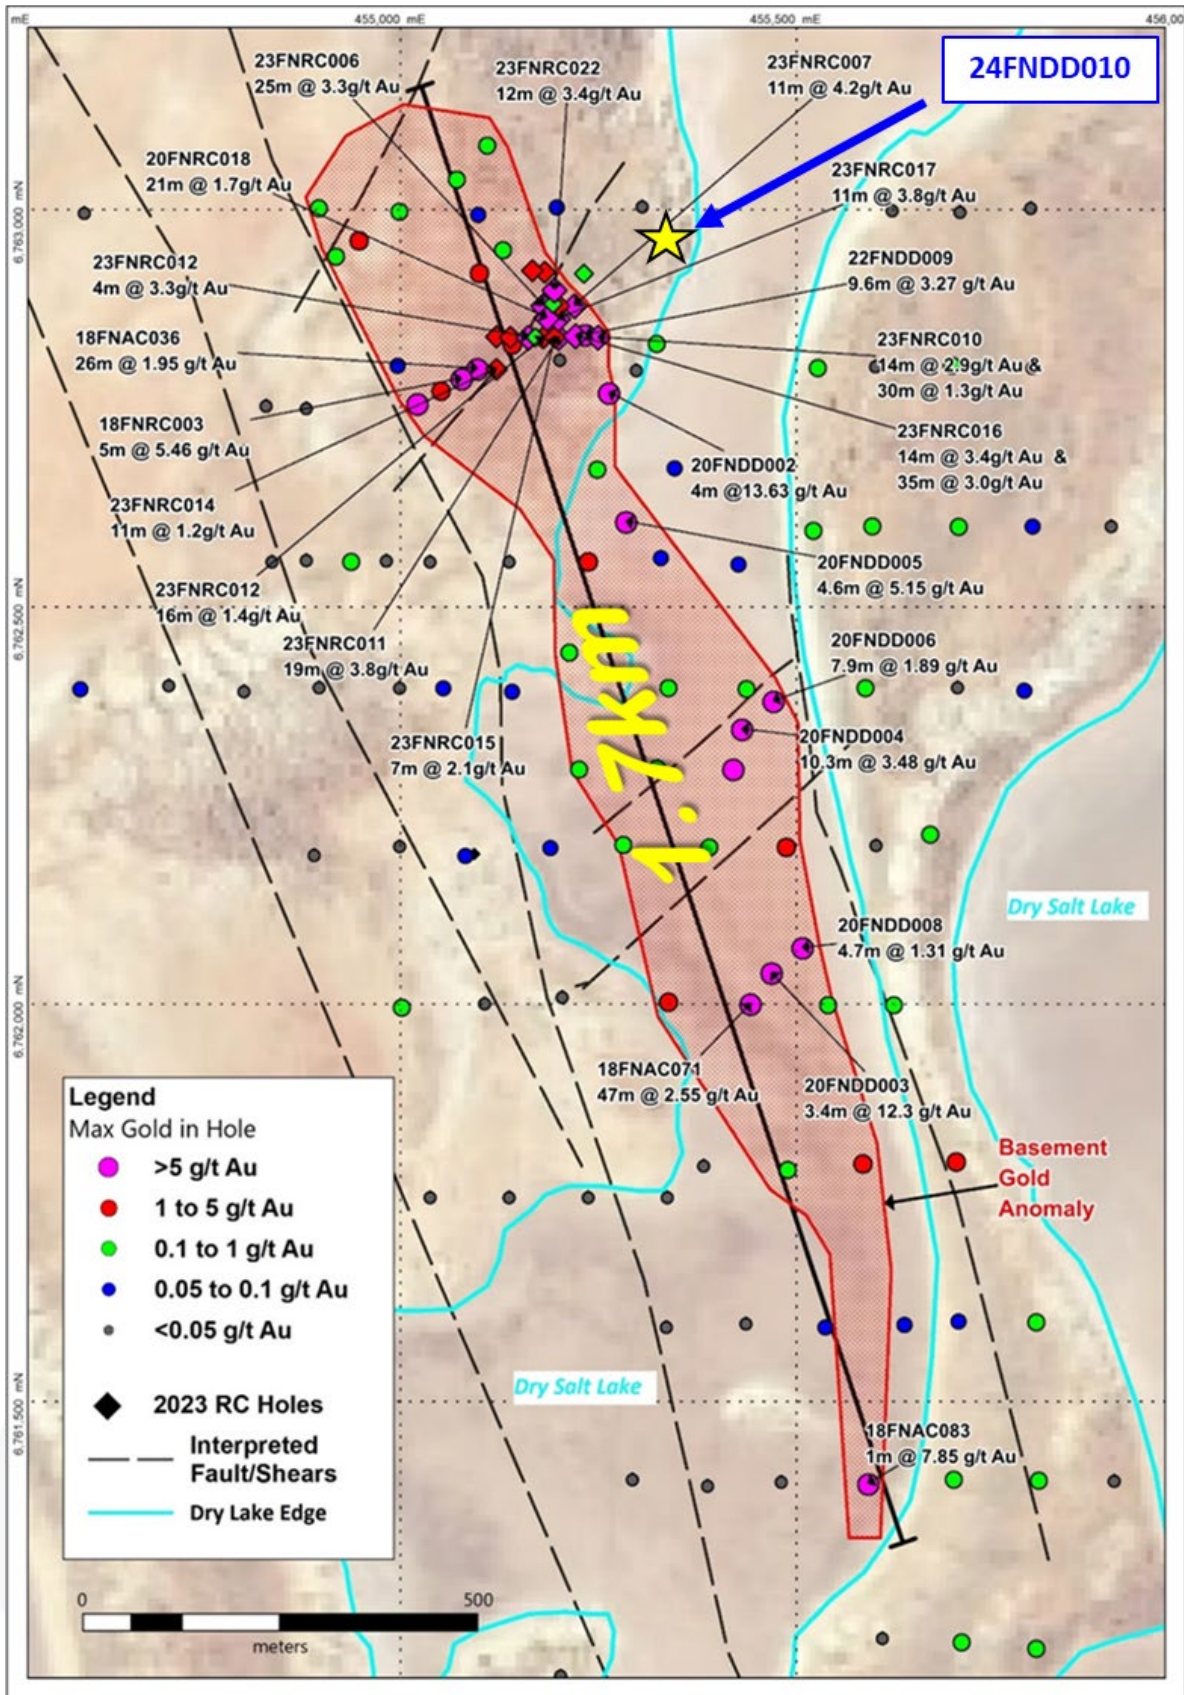 mE
455,000 mE
455,500 mE
456,00
24FNDD010
23FNRC006
25m @ 3.3g/t Au
23FNRC022
12m @ 3.4g/t Au
23FNRC007
11m @ 4.2g/t Au
20FNRC018
21m @ 1.7g/t Au
23FNRC017
11m @ 3.8g/t Au
6,763,000 mN
23FNRC012
4m @ 3.3g/t Au
22FNDD009
9.6m @ 3.27 g/t Au
18FNAC036
26m @ 1.95 g/t Au
23FNRC010
14m @ 2.9g/t Au &
30m @ 1.3g/t Au
18FNRC003
5m @ 5.46 g/t Au
23FNRC016
14m @ 3.4g/t Au &
35m @ 3.0g/t Au
20FNDD002
4m @13.63 g/t Au
23FNRC014
11m @ 1.2g/t Au
20FNDD005
4.6m @ 5.15 g/t Au
23FNRC012
16m @ 1.4g/t Au
6,762,500 mN
23FNRC011
19m @ 3.8g/t Au
20FNDD006
7.9m @ 1.89 g/t Au
1.7km
23FNRC015
7m @ 2.1g/t Au
20FNDD004
10.3m @ 3.48 g/t Au
Dry Salt Lake
20FNDD008
4.7m @ 1.31 g/t Au
6,762,000 mN
18FNAC071
47m @ 2.55 g/t Au
20FNDD003
3.4m @ 12.3 g/t Au
Basement
Gold
Anomaly
Legend
Max Gold in Hole
>5 g/t Au
1 to 5 g/t Au
0.1 to 1 g/t Au
0.05 to 0.1 g/t Au
<0.05 g/t Au
2023 RC Holes
Interpreted
Fault/Shears
Dry Lake Edge
Dry Salt Lake
6,761,500 mN
18FNAC083
1m @ 7.85 g/t Au
0
500
meters